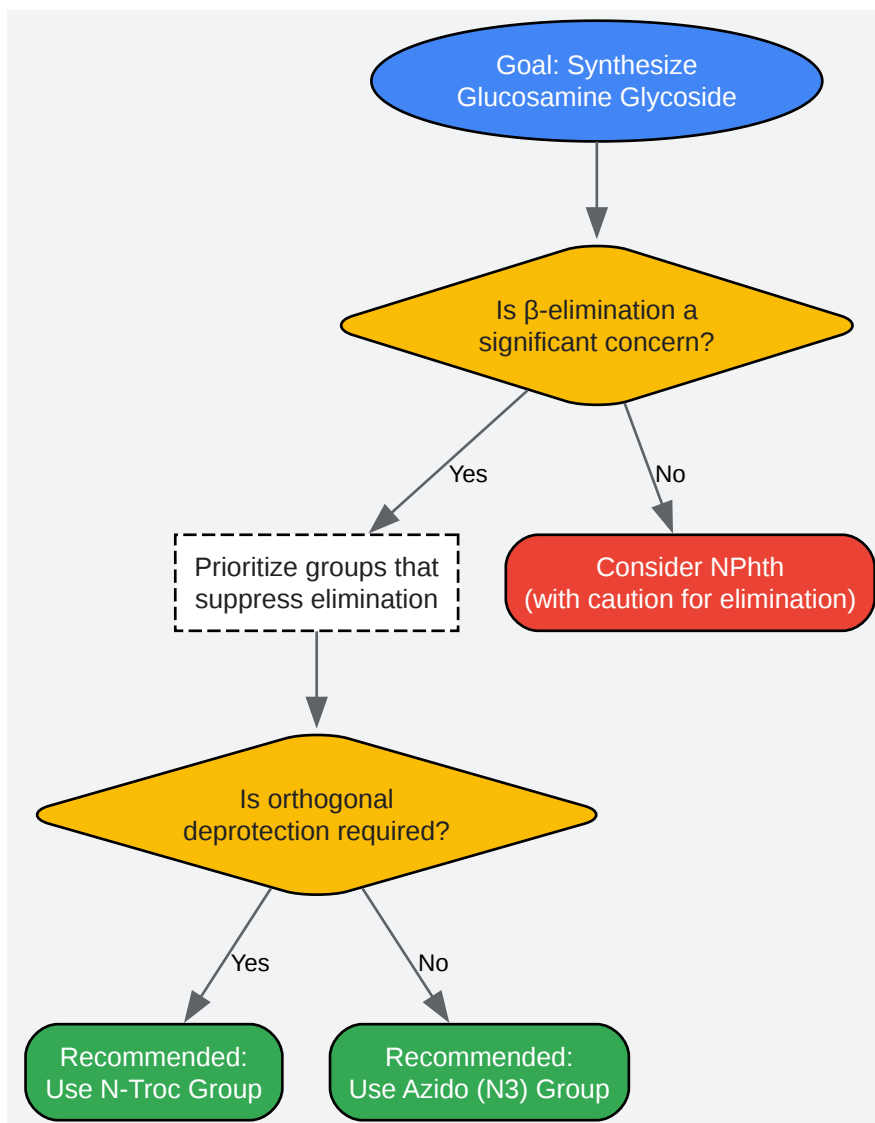 Goal: Synthesize
Glucosamine Glycoside
Is β-elimination a
significant concern?
Yes
No
Prioritize groups that
suppress elimination
Consider NPhth
(with caution for elimination)
Is orthogonal
deprotection required?
Yes
No
Recommended:
Use N-Troc Group
Recommended:
Use Azido (N3) Group